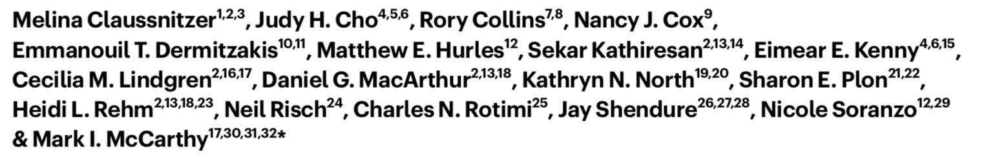 Melina Claussnitzer1,2,3, Judy H. Cho4,5,6, Rory Collins7,8, Nancy J. Cox9,
Emmanouil T. Dermitzakis10,11, Matthew E. Hurles12, Sekar Kathiresan2,13,14, Eimear E. Kenny4,6,15,
Cecilia M. Lindgren2,16,17, Daniel G. MacArthur2,13,18, Kathryn N. North19,20, Sharon E. Plon21,22,
Heidi L. Rehm2,13,18,23, Neil Risch24, Charles N. Rotimi25, Jay Shendure26,27,28, Nicole Soranzo12,29
& Mark I. McCarthy17,30,31,32*